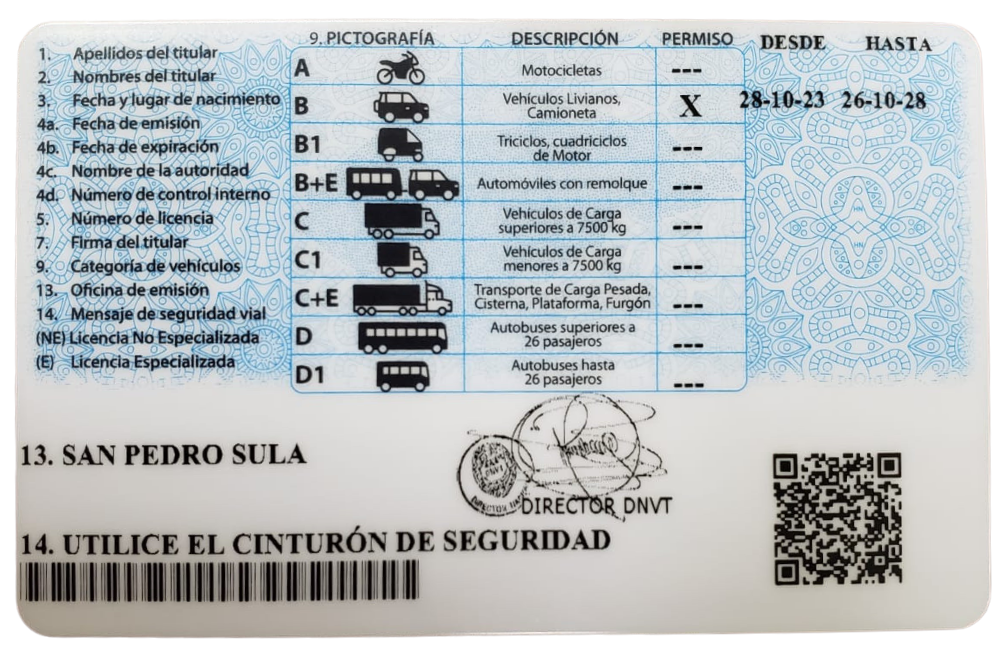 1. Apellidos del titular
2. Nombres del titular
3. Fecha y lugar de nacimiento
4a. Fecha de emisión
4b. Fecha de expiración
4c. Nombre de la autoridad
4d. Número de control interno
5. Número de licencia
7. Firma del titular
9. Categoría de vehículos
13. Oficina de emisión
14. Mensaje de seguridad vial
(NE) Licencia No Especializada
(E) Licencia Especializada
9. PICTOGRAFÍA DESCRIPCIÓN PERMISO DESDE HASTA
A Motocicletas ---
B Vehículos Livianos,
Camioneta X 28-10-23 26-10-28
B1 Triciclos, cuadriciclos
de Motor ---
B+E Automóviles con remolque ---
C Vehículos de Carga
superiores a 7500 kg ---
C1 Vehículos de Carga
menores a 7500 kg ---
C+E Transporte de Carga Pesada,
Cisterna, Plataforma, Furgón ---
D Autobuses superiores a
26 pasajeros ---
D1 Autobuses hasta
26 pasajeros ---
13. SAN PEDRO SULA
DIRECTOR DNVT
14. UTILICE EL CINTURÓN DE SEGURIDAD